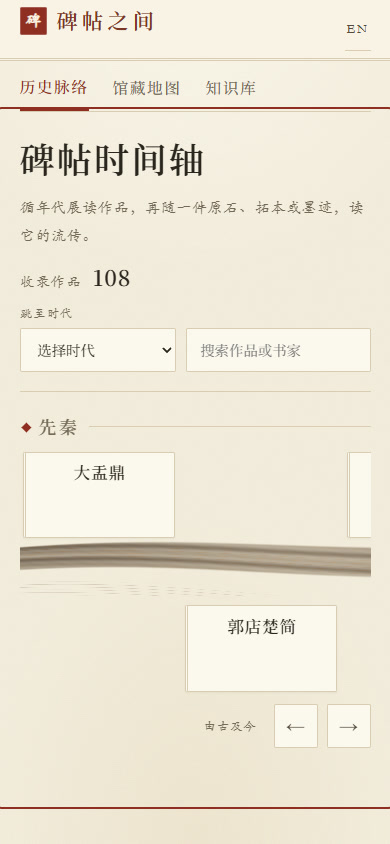 碑
碑帖之间
EN
历史脉络
馆藏地图
知识库
碑帖时间轴
循年代展读作品，再随一件原石、拓本或墨迹，读
它的流传。
收录作品 108
跳至时代
选择时代
搜索作品或书家
先秦
大盂鼎
郭店楚简
由古及今
← →